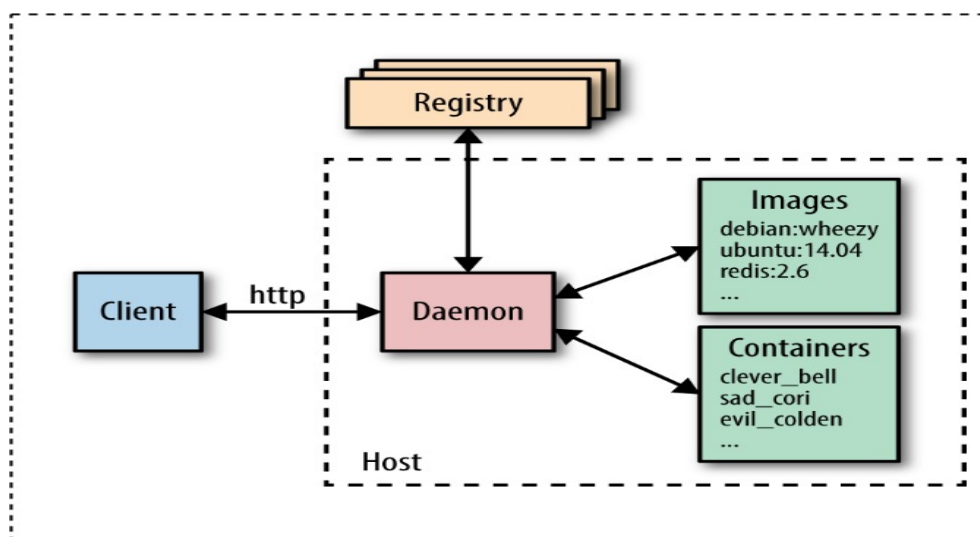 Registry
Images
debian:wheezy
ubuntu:14.04
redis:2.6
...
Client
http
Daemon
Containers
clever_bell
sad_cori
evil_colden
...
Host